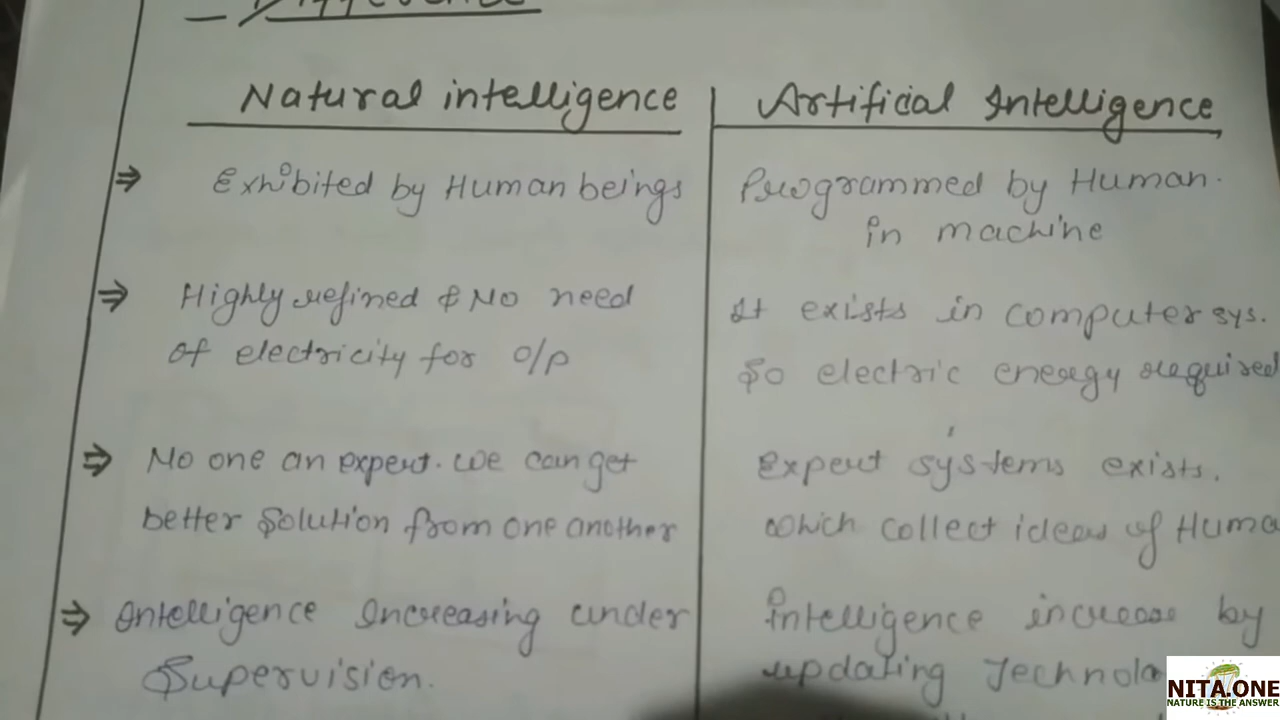 – Difference
Natural intelligence | Artificial Intelligence
⇒ Exhibited by Human beings
Programmed by Human.
in machine
⇒ Highly refined & No need
of electricity for o/p
It exists in computer sys.
So electric energy required
⇒ No one an expert. We can get
better Solution from one another
Expert systems exists.
which collect ideas of Huma
⇒ Intelligence Increasing under
Supervision.
intelligence increase by
updating Technolo
NITA.ONE
NATURE IS THE ANSWER